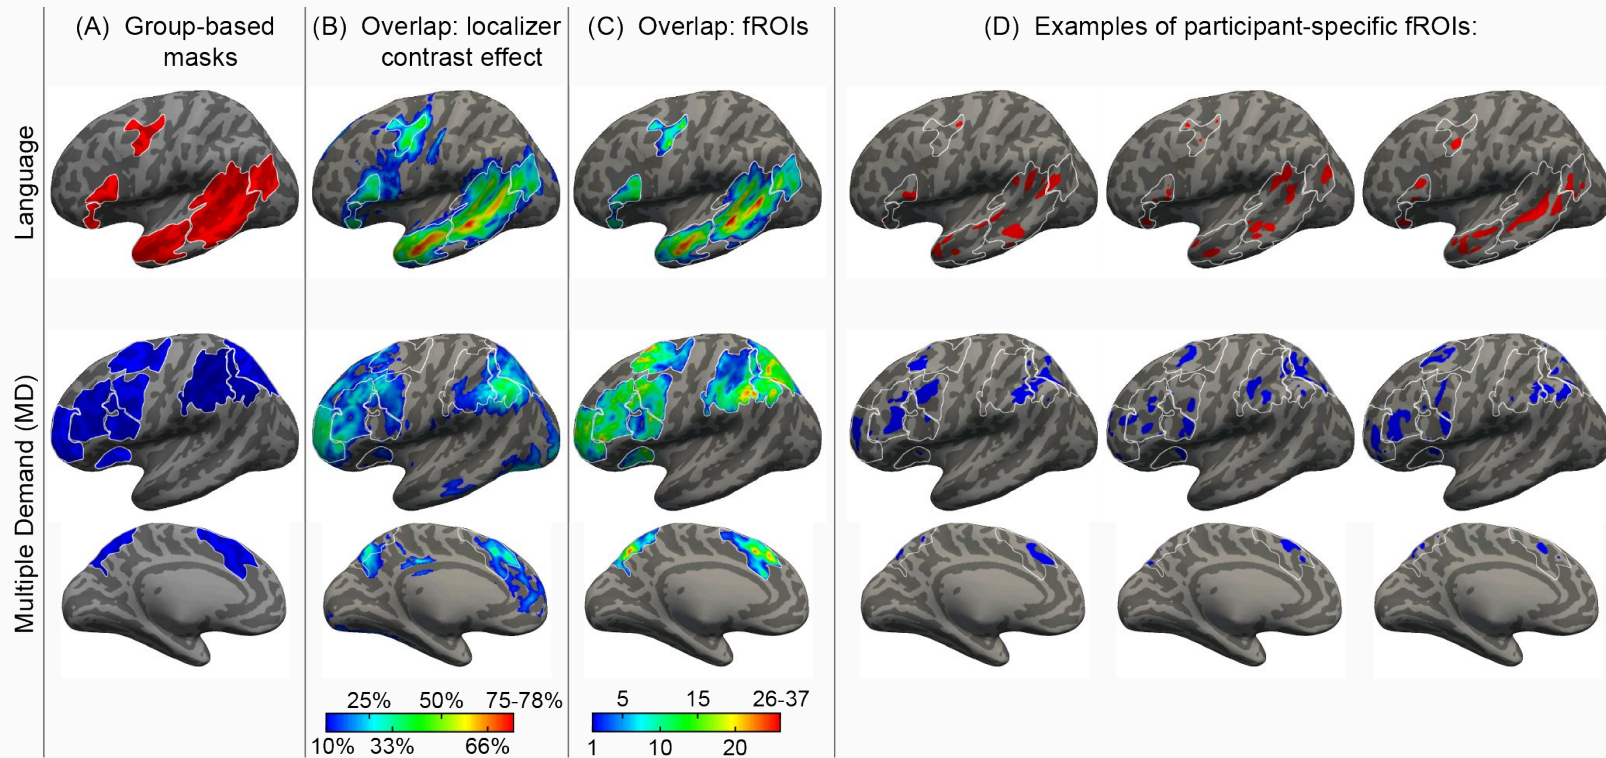 (A) Group-based
masks
(B) Overlap: localizer
contrast effect
(C) Overlap: fROIs
(D) Examples of participant-specific fROIs:
Language
Multiple Demand (MD)
25% 50% 75-78%
10% 33% 66%
5 15 26-37
1 10 20